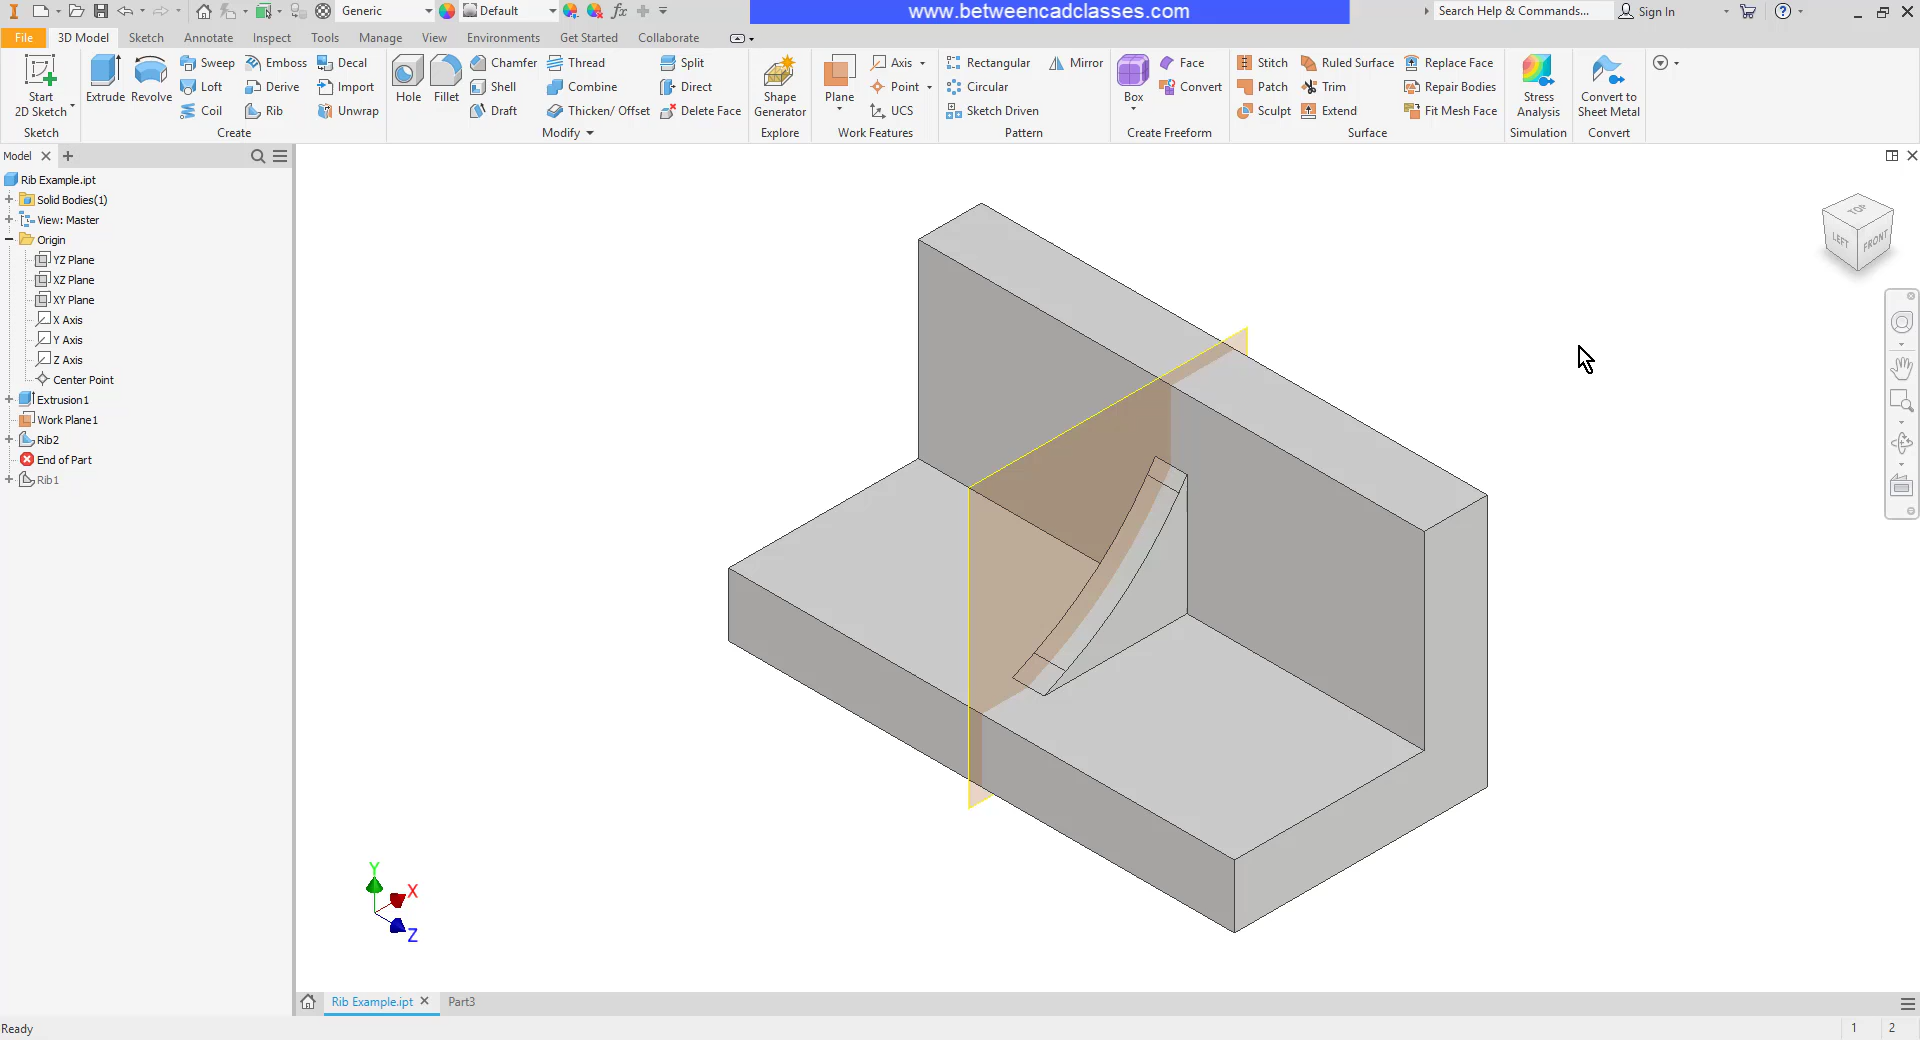 Generic
Default
www.betweencadclasses.com
Search Help & Commands...
Sign In
File
3D Model
Sketch
Annotate
Inspect
Tools
Manage
View
Environments
Get Started
Collaborate
Start
2D Sketch
Sketch
Extrude
Revolve
Sweep
Emboss
Decal
Loft
Derive
Import
Coil
Rib
Unwrap
Create
Hole
Fillet
Chamfer
Thread
Split
Shell
Combine
Direct
Draft
Thicken/ Offset
Delete Face
Modify
Shape
Generator
Explore
Plane
Axis
Point
UCS
Work Features
Rectangular
Mirror
Circular
Sketch Driven
Pattern
Box
Face
Convert
Create Freeform
Stitch
Ruled Surface
Replace Face
Patch
Trim
Repair Bodies
Sculpt
Extend
Fit Mesh Face
Surface
Stress
Analysis
Simulation
Convert to
Sheet Metal
Convert
Model
Rib Example.ipt
Solid Bodies(1)
View: Master
Origin
YZ Plane
XZ Plane
XY Plane
X Axis
Y Axis
Z Axis
Center Point
Extrusion1
Work Plane1
Rib2
End of Part
Rib1
TOP
LEFT
FRONT
Y
X
Z
Rib Example.ipt
Part3
Ready
1
2